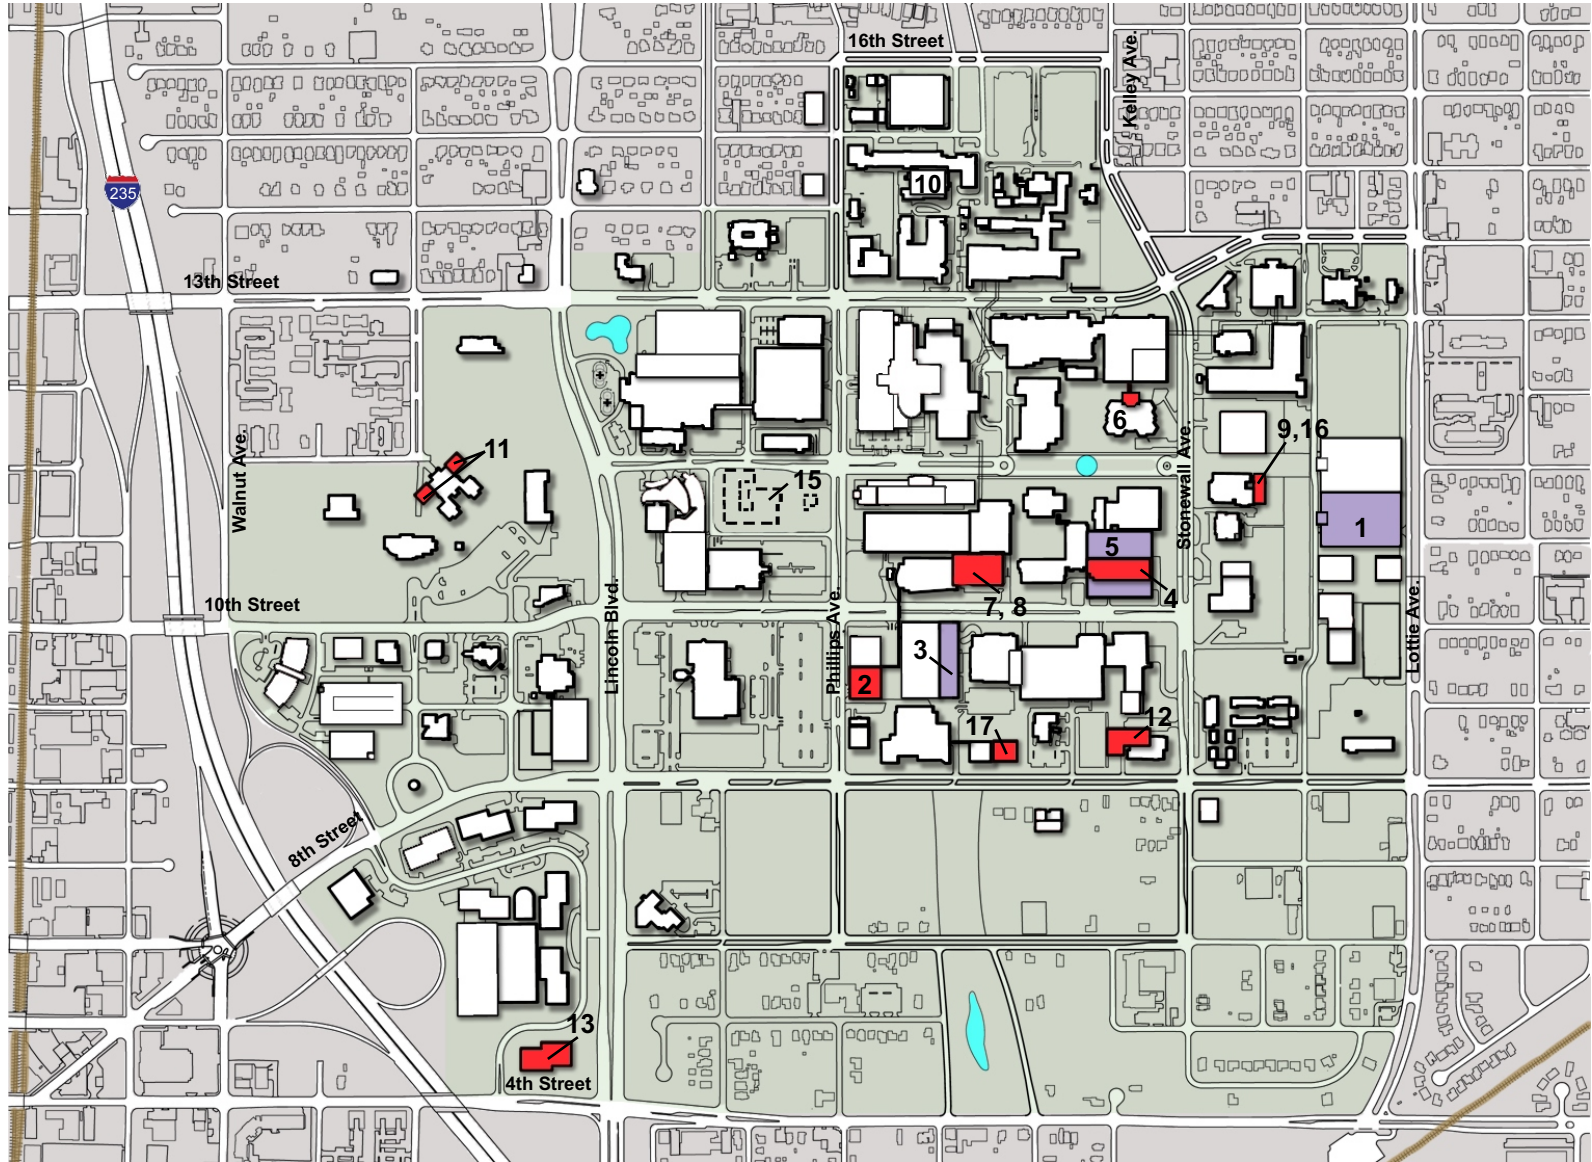 16th Street
Kelley Ave.
10
235
13th Street
6
9,16
11
Walnut Ave.
15
Stonewall Ave.
1
5
4
7, 8
10th Street
Lincoln Blvd.
Phillips Ave.
Lottie Ave.
3
2
17
12
8th Street
13
4th Street